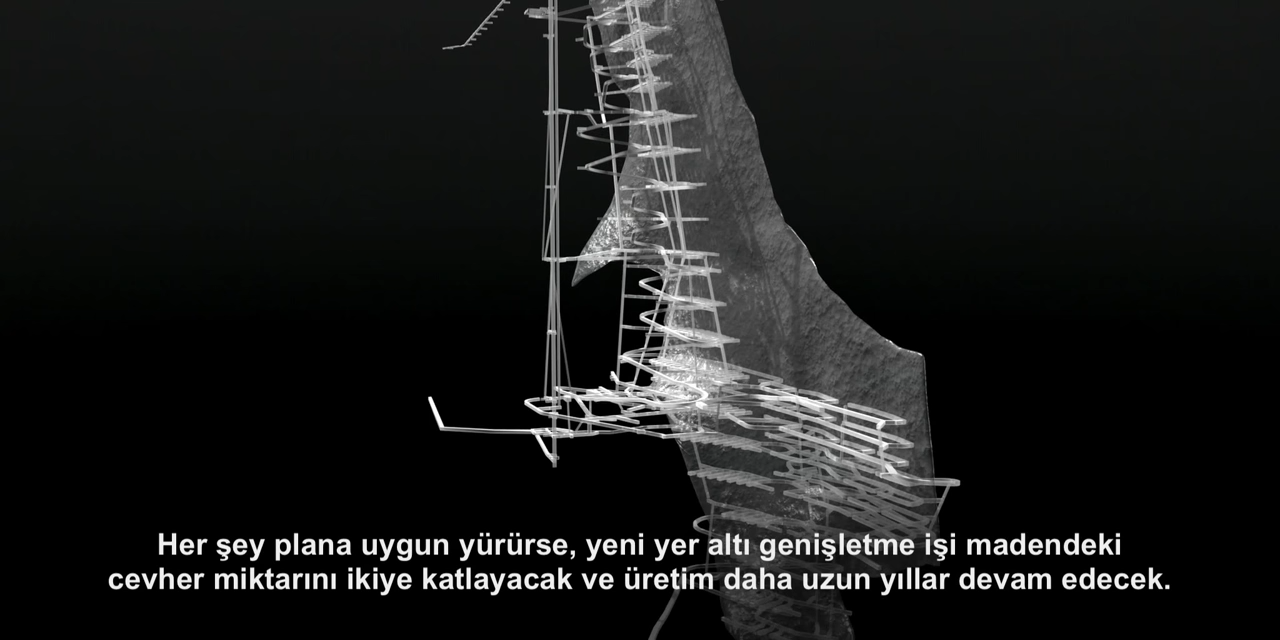 Her şey plana uygun yürürse, yeni yer altı genişletme işi madendeki
cevher miktarını ikiye katlayacak ve üretim daha uzun yıllar devam edecek.